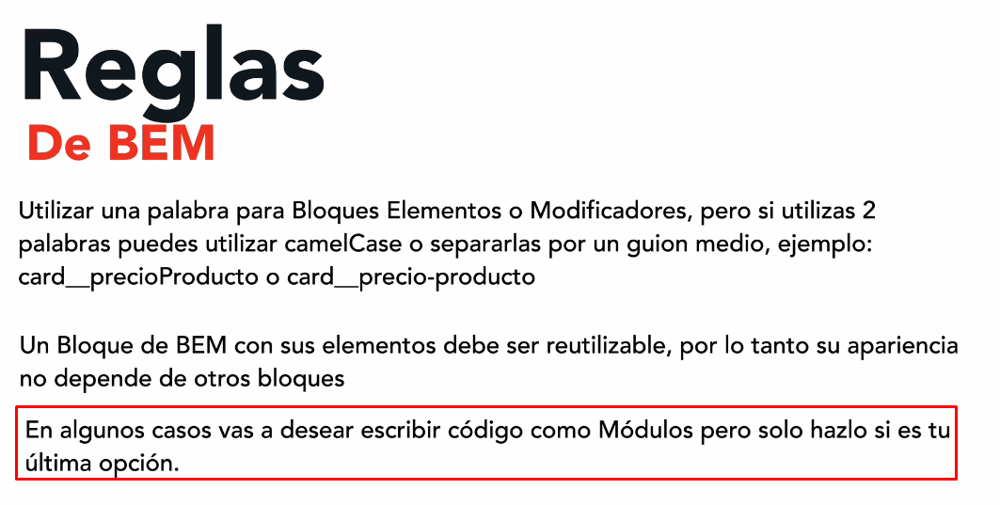 Reglas
De BEM
Utilizar una palabra para Bloques Elementos o Modificadores, pero si utilizas 2
palabras puedes utilizar camelCase o separarlas por un guion medio, ejemplo:
card__precioProducto o card__precio-producto
Un Bloque de BEM con sus elementos debe ser reutilizable, por lo tanto su apariencia
no depende de otros bloques
En algunos casos vas a desear escribir código como Módulos pero solo hazlo si es tu
última opción.